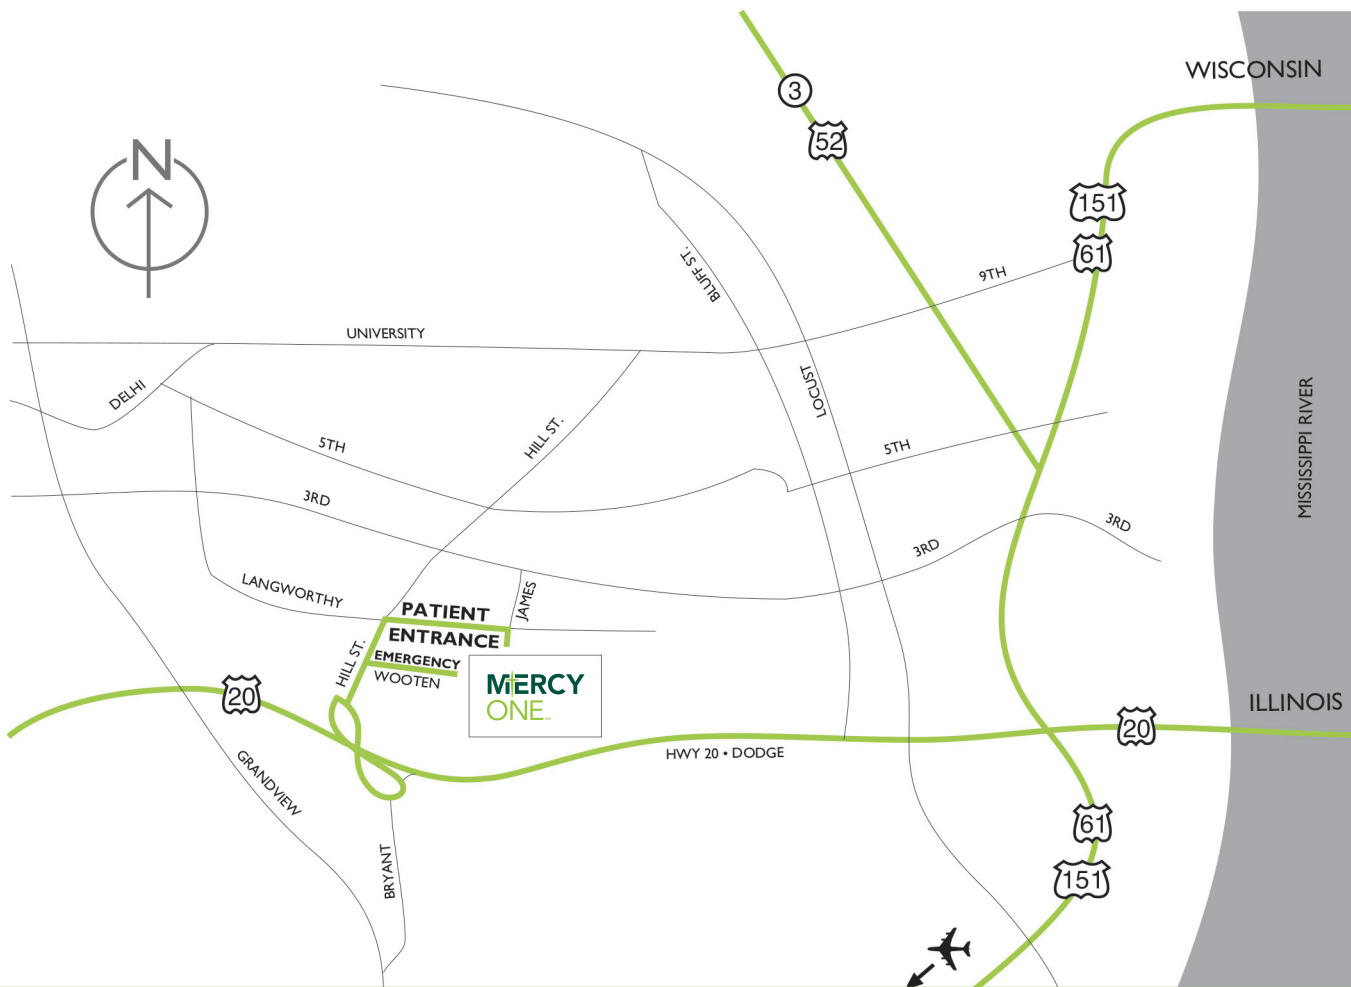 WISCONSIN
3
N
52
151
61
9TH
BLUFF ST.
UNIVERSITY
LOCUST
DELHI
MISSISSIPPI RIVER
HILL ST.
5TH
5TH
3RD
3RD
3RD
LANGWORTHY
JAMES
PATIENT
ENTRANCE
EMERGENCY
WOOTEN
HILL ST.
MERCY
ONE
20
ILLINOIS
20
HWY 20 • DODGE
GRANDVIEW
61
BRYANT
151